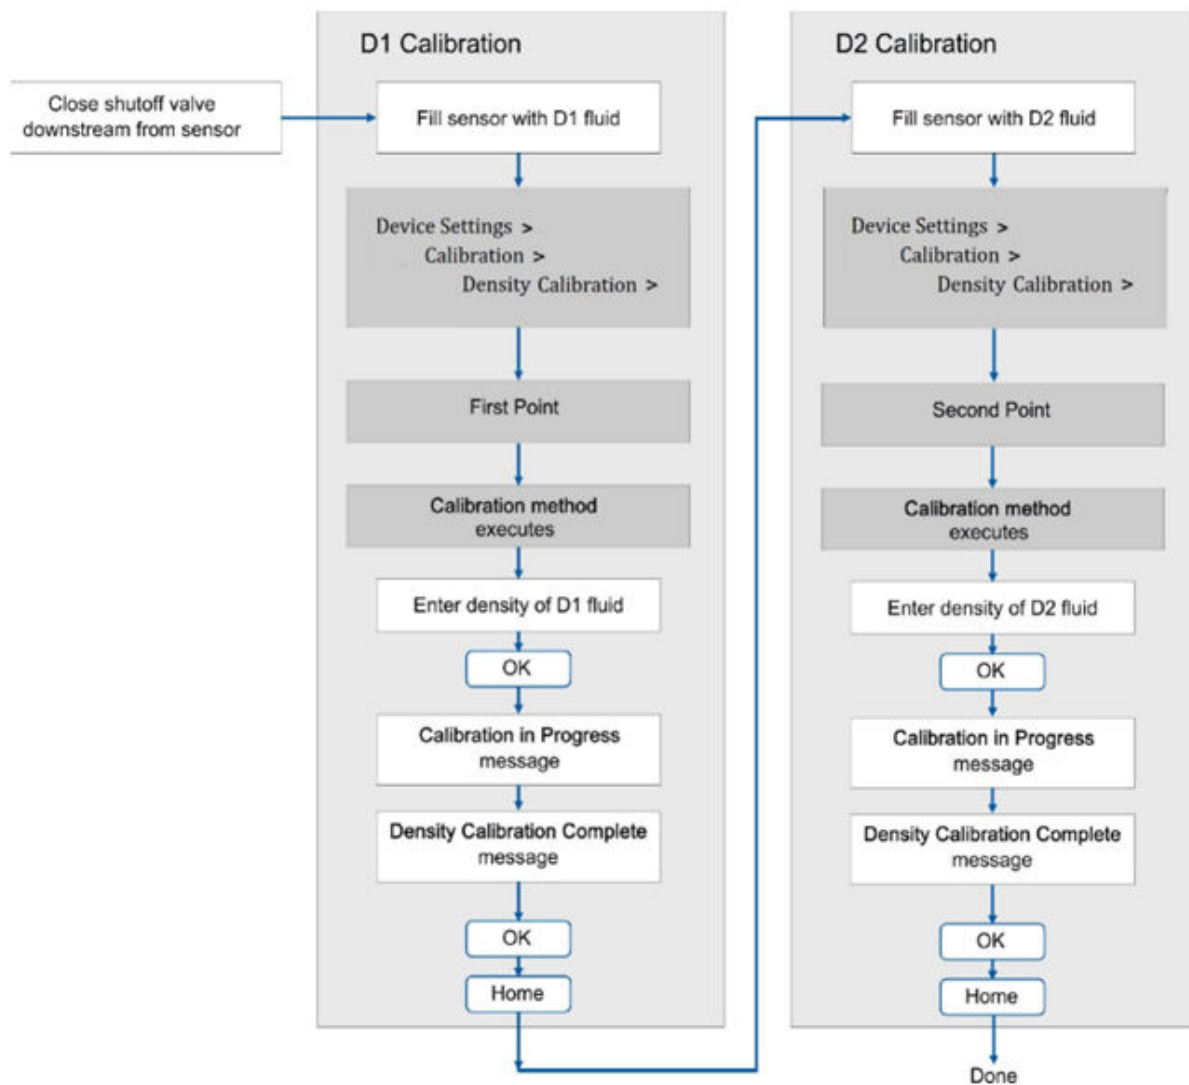 Close shutoff valve
downstream from sensor
D1 Calibration
Fill sensor with D1 fluid
Device Settings >
Calibration >
Density Calibration >
First Point
Calibration method
executes
Enter density of D1 fluid
OK
Calibration in Progress
message
Density Calibration Complete
message
OK
Home
D2 Calibration
Fill sensor with D2 fluid
Device Settings >
Calibration >
Density Calibration >
Second Point
Calibration method
executes
Enter density of D2 fluid
OK
Calibration in Progress
message
Density Calibration Complete
message
OK
Home
Done